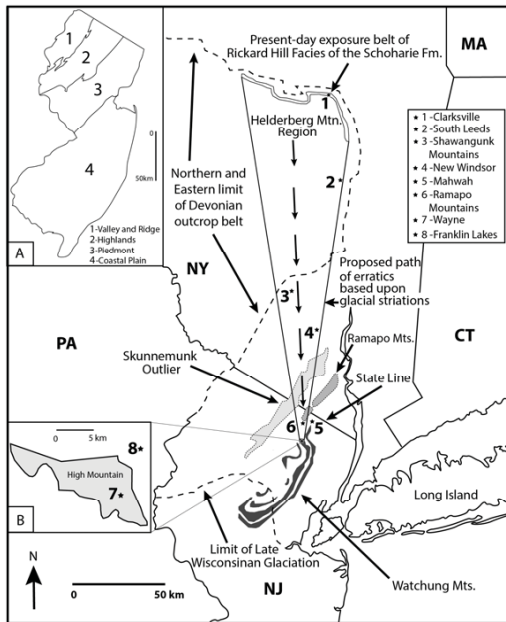 A
1
2
3
4
0
50km
1-Valley and Ridge
2-Highlands
3-Piedmont
4-Coastal Plain
Present-day exposure belt of
Rickard Hill Facies of the Schoharie Fm.
MA
1*
Helderberg Mtn.
Region
* 1 -Clarksville
* 2 -South Leeds
* 3 -Shawangunk
Mountains
* 4 -New Windsor
* 5 -Mahwah
* 6 -Ramapo
Mountains
* 7 -Wayne
* 8 -Franklin Lakes
Northern and
Eastern limit of
Devonian
outcrop belt
2*
NY
3*
Proposed path
of erratics
based upon
glacial striations
4*
PA
CT
Ramapo Mts.
Skunnemunk
Outlier
State Line
6*
*5
0 5 km
8*
High Mountain
7*
B
Long Island
Limit of Late
Wisconsinan Glaciation
Watchung Mts.
N
0 50 km
NJ